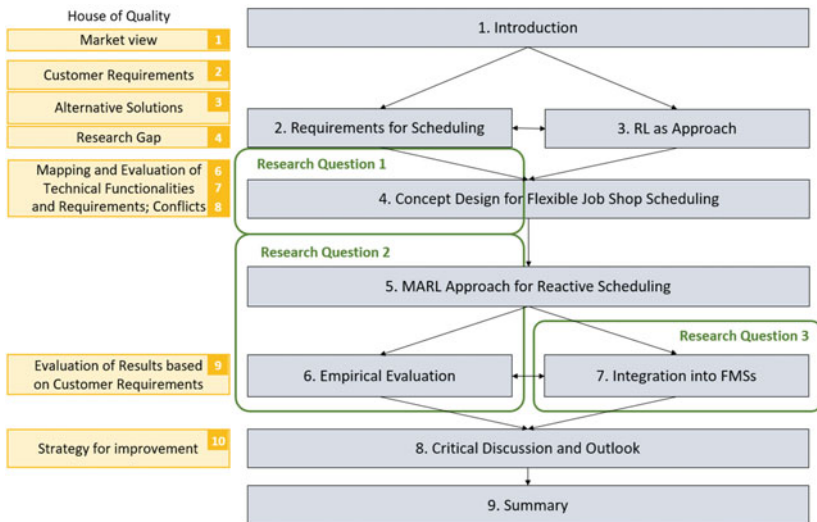 House of Quality
Market view 1
1. Introduction
Customer Requirements 2
Alternative Solutions 3
Research Gap 4
2. Requirements for Scheduling
3. RL as Approach
Research Question 1
Mapping and Evaluation of 6
Technical Functionalities 7
and Requirements; Conflicts 8
4. Concept Design for Flexible Job Shop Scheduling
Research Question 2
5. MARL Approach for Reactive Scheduling
Research Question 3
Evaluation of Results based 9
on Customer Requirements
6. Empirical Evaluation
7. Integration into FMSs
Strategy for improvement 10
8. Critical Discussion and Outlook
9. Summary